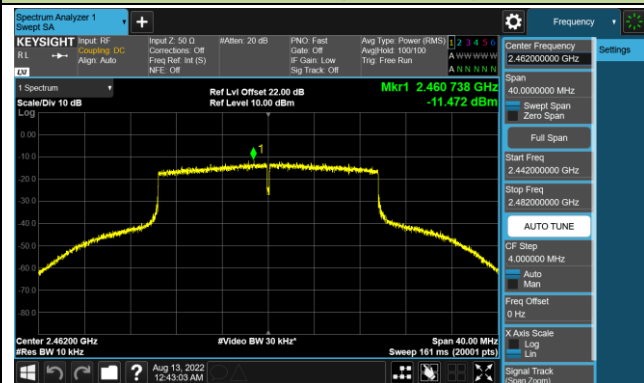 Spectrum Analyzer 1
Swept SA
Frequency
KEYSIGHT
RL
LXI
Input: RF
Coupling: DC
Align: Auto
Input Z: 50 Ω
Corrections: Off
Freq Ref: Int (S)
NFE: Off
#Atten: 20 dB
PNO: Fast
Gate: Off
IF Gain: Low
Sig Track: Off
Avg Type: Power (RMS)
Avg|Hold: 100/100
Trig: Free Run
1 2 3 4 5 6
A W W W W W
A N N N N N
1 Spectrum
Scale/Div 10 dB
Log
Ref Lvl Offset 22.00 dB
Ref Level 10.00 dBm
Mkr1 2.460 738 GHz
-11.472 dBm
0.00
-10.0
-20.0
-30.0
-40.0
-50.0
-60.0
-70.0
-80.0
1
Center 2.46200 GHz
#Res BW 10 kHz
#Video BW 30 kHz*
Span 40.00 MHz
Sweep 161 ms (20001 pts)
Aug 13, 2022
12:43:03 AM
Center Frequency
2.462000000 GHz
Span
40.0000000 MHz
Swept Span
Zero Span
Full Span
Start Freq
2.442000000 GHz
Stop Freq
2.482000000 GHz
AUTO TUNE
CF Step
4.000000 MHz
Auto
Man
Freq Offset
0 Hz
X Axis Scale
Log
Lin
Signal Track
(Span Zoom)
Settings